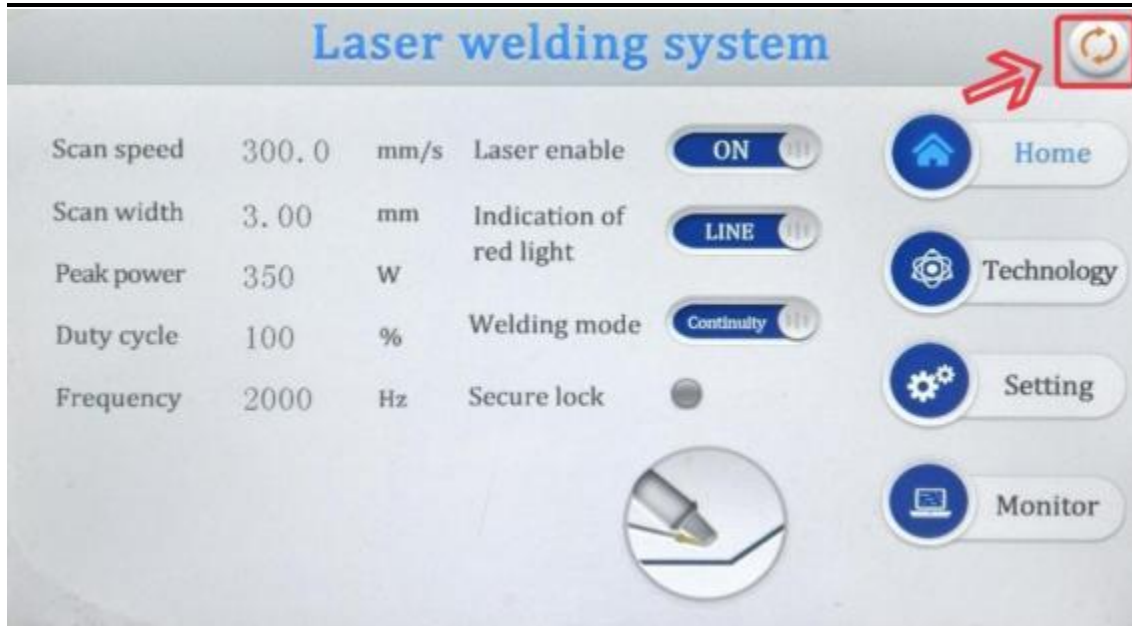 Laser welding system
Scan speed 300.0 mm/s
Scan width 3.00 mm
Peak power 350 W
Duty cycle 100 %
Frequency 2000 Hz
Laser enable ON
Indication of
red light LINE
Welding mode Continuity
Secure lock
Home
Technology
Setting
Monitor